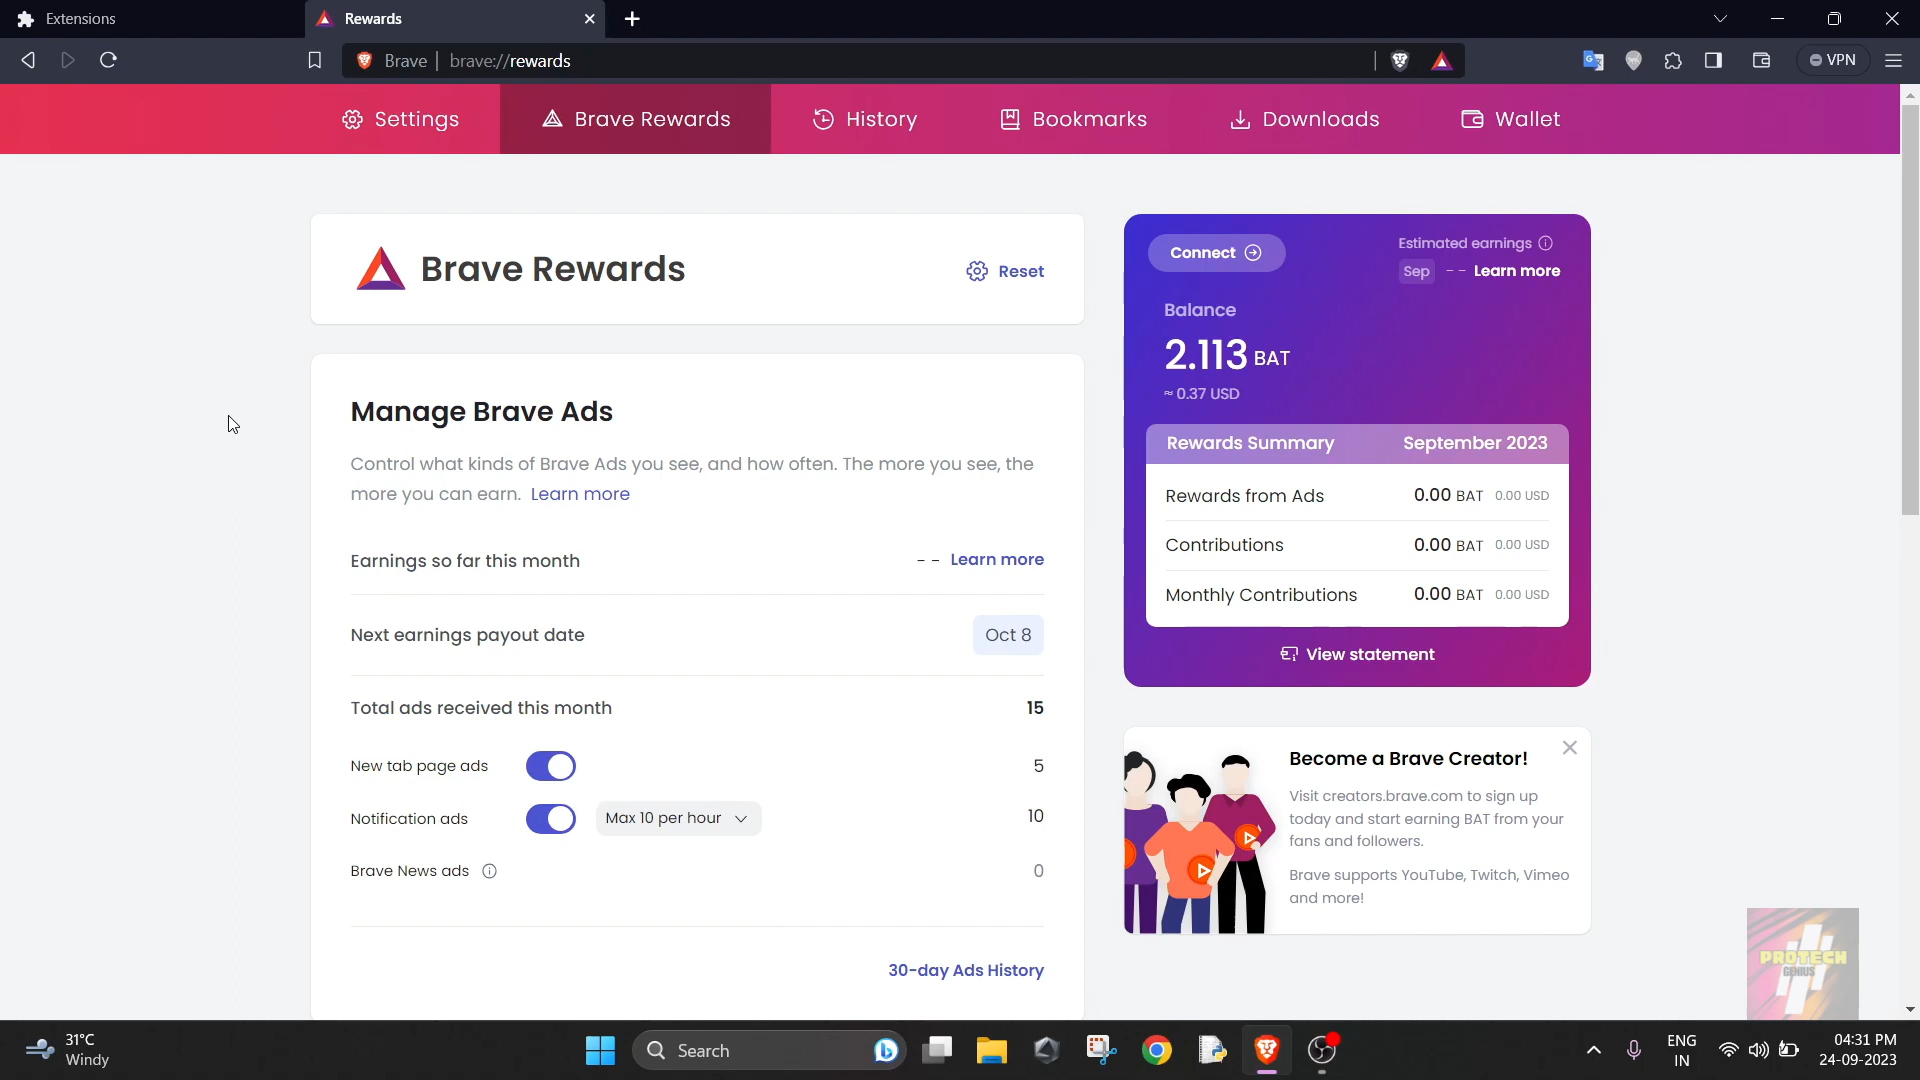 Extensions
Rewards
Brave
brave://rewards
VPN
Settings
Brave Rewards
History
Bookmarks
Downloads
Wallet
Brave Rewards
Reset
Manage Brave Ads
Control what kinds of Brave Ads you see, and how often. The more you see, the
more you can earn. Learn more
Earnings so far this month
- - Learn more
Next earnings payout date
Oct 8
Total ads received this month
15
New tab page ads
5
Notification ads
Max 10 per hour
10
Brave News ads
0
30-day Ads History
Connect
Estimated earnings
Sep - - Learn more
Balance
2.113 BAT
≈ 0.37 USD
Rewards Summary
September 2023
Rewards from Ads
0.00 BAT 0.00 USD
Contributions
0.00 BAT 0.00 USD
Monthly Contributions
0.00 BAT 0.00 USD
View statement
Become a Brave Creator!
Visit creators.brave.com to sign up
today and start earning BAT from your
fans and followers.
Brave supports YouTube, Twitch, Vimeo
and more!
PROTECH
GENIUS
31°C
Windy
Search
ENG
IN
04:31 PM
24-09-2023